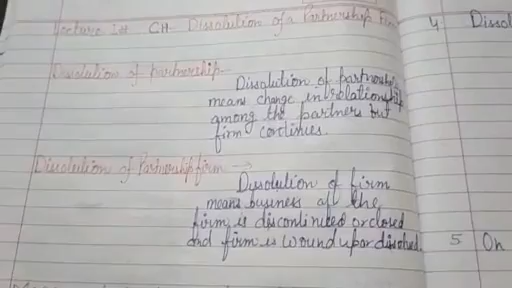 Lecture 1st CH- Dissolution of a Partnership Firm
Dissolution of partnership-
Dissolution of partnership
means change in relationship
among the partners but
firm continues.
Dissolution of Partnership firm →
Dissolution of firm
means business of the
firm is discontinued or closed
and firm is wound up or dissolved.
4 Dissol
5 On